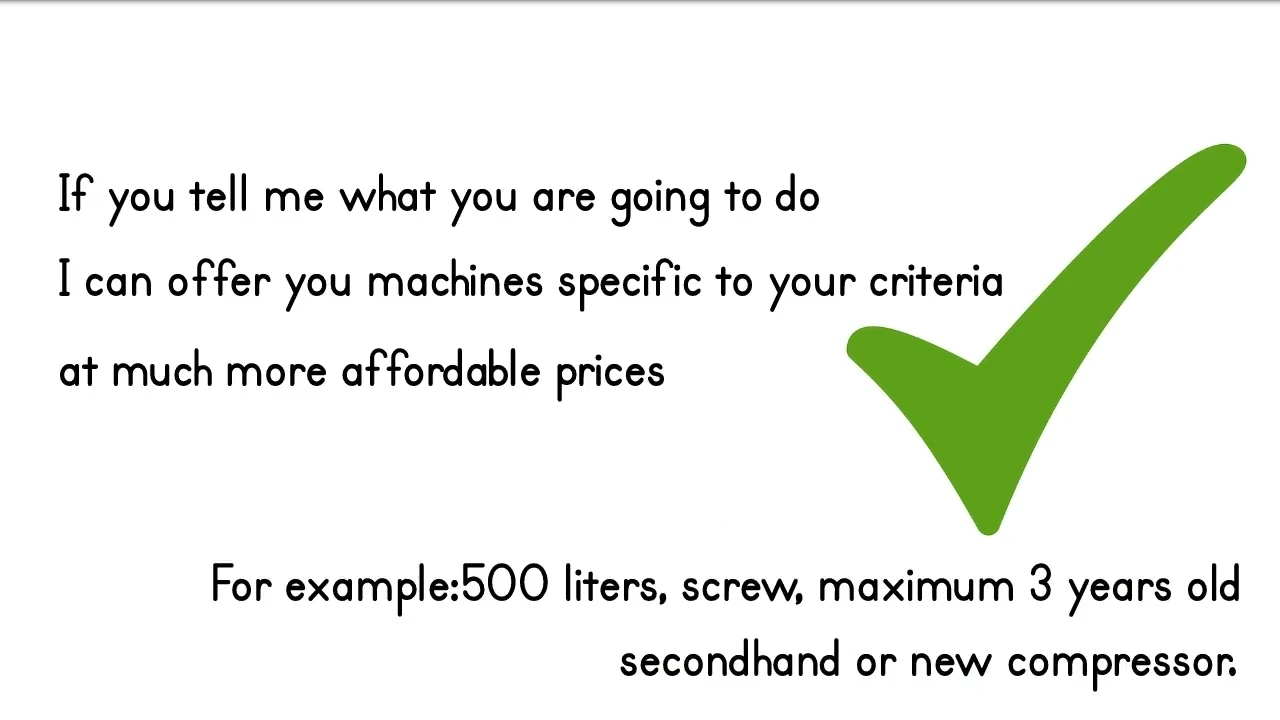 If you tell me what you are going to do
I can offer you machines specific to your criteria
at much more affordable prices
For example:500 liters, screw, maximum 3 years old
secondhand or new compressor.